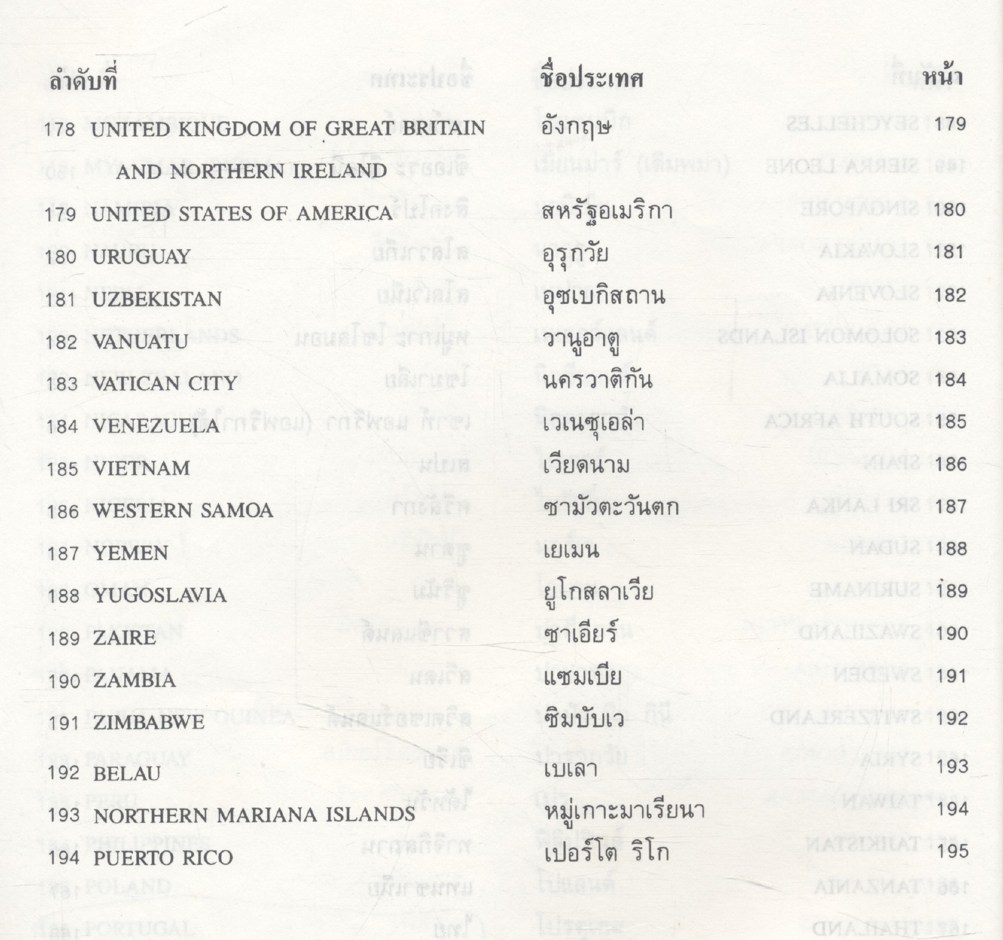 ลำดับที่ ชื่อประเทศ หน้า
178 UNITED KINGDOM OF GREAT BRITAIN อังกฤษ 179
AND NORTHERN IRELAND
179 UNITED STATES OF AMERICA สหรัฐอเมริกา 180
180 URUGUAY อุรุกวัย 181
181 UZBEKISTAN อุซเบกิสถาน 182
182 VANUATU วานูอาตู 183
183 VATICAN CITY นครวาติกัน 184
184 VENEZUELA เวเนซุเอล่า 185
185 VIETNAM เวียดนาม 186
186 WESTERN SAMOA ซามัวตะวันตก 187
187 YEMEN เยเมน 188
188 YUGOSLAVIA ยูโกสลาเวีย 189
189 ZAIRE ซาเอียร์ 190
190 ZAMBIA แซมเบีย 191
191 ZIMBABWE ซิมบับเว 192
192 BELAU เบเลา 193
193 NORTHERN MARIANA ISLANDS หมู่เกาะมาเรียนา 194
194 PUERTO RICO เปอร์โต ริโก 195